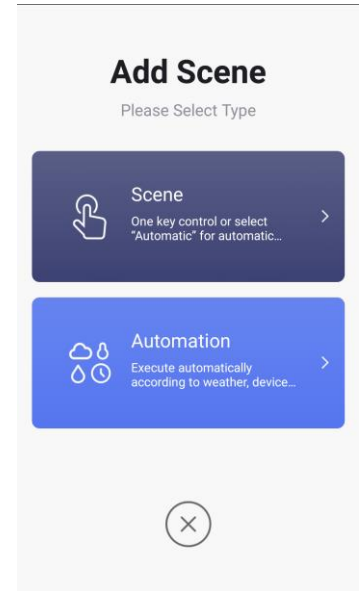 Add Scene
Please Select Type
Scene
One key control or select
"Automatic" for automatic...
Automation
Execute automatically
according to weather, device...